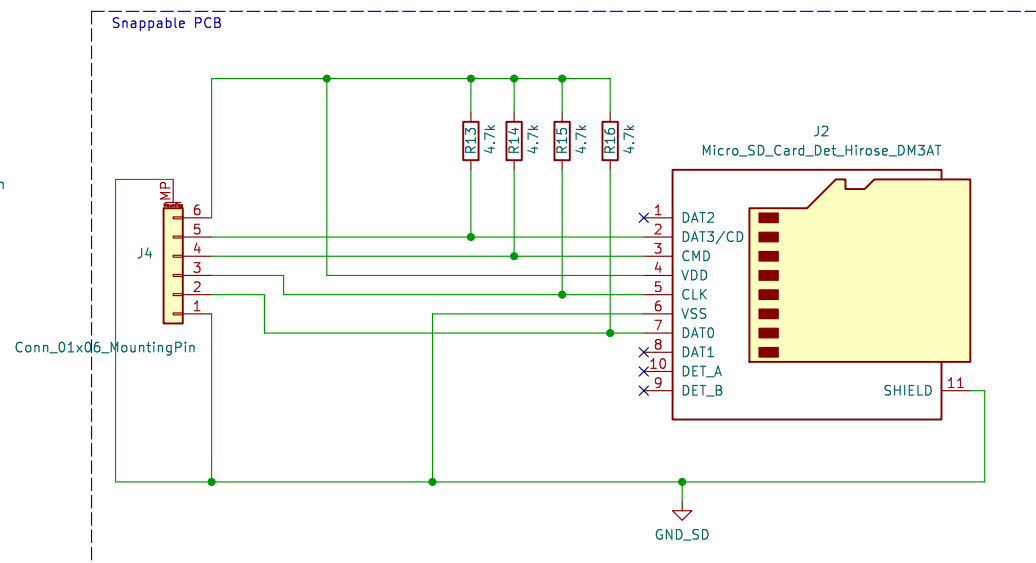 Snappable PCB
R13
4.7k
R14
4.7k
R15
4.7k
R16
4.7k
J2
Micro_SD_Card_Det_Hirose_DM3AT
MP
6
5
4
3
2
1
J4
Conn_01x06_MountingPin
1 DAT2
2 DAT3/CD
3 CMD
4 VDD
5 CLK
6 VSS
7 DAT0
8 DAT1
10 DET_A
9 DET_B
SHIELD 11
GND_SD